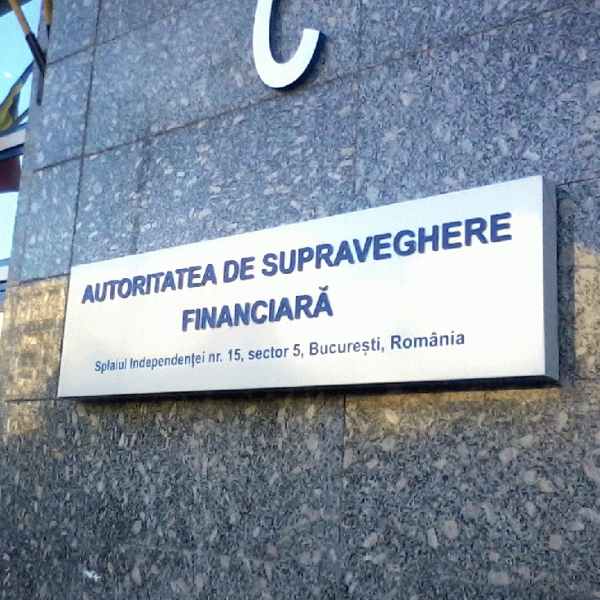 C
AUTORITATEA DE SUPRAVEGHERE
FINANCIARĂ
Splaiul Independenței nr. 15, sector 5, București, România